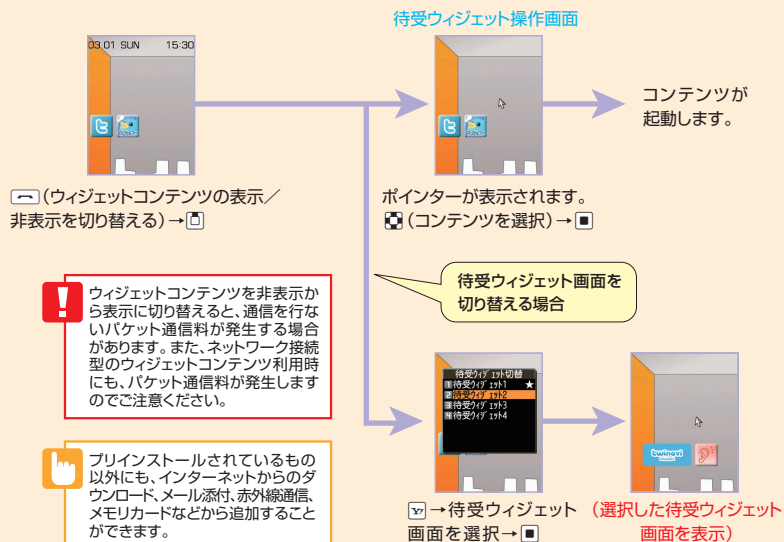 待受ウィジェット操作画面
03.01 SUN 15:30
コンテンツが
起動します。
(ウィジェットコンテンツの表示/
非表示を切り替える)→
ポインターが表示されます。
(コンテンツを選択)→
待受ウィジェット画面を
切り替える場合
ウィジェットコンテンツを非表示か
ら表示に切り替えると、通信を行な
いパケット通信料が発生する場合
があります。また、ネットワーク接続
型のウィジェットコンテンツ利用時
にも、パケット通信料が発生します
のでご注意ください。
待受ウィジェット切替
1待受ウィジェット1 ★
2待受ウィジェット2
3待受ウィジェット3
4待受ウィジェット4
twinavi
プリインストールされているもの
以外にも、インターネットからのダ
ウンロード、メール添付、赤外線通信、
メモリカードなどから追加すること
ができます。
→待受ウィジェット
画面を選択→
(選択した待受ウィジェット
画面を表示)